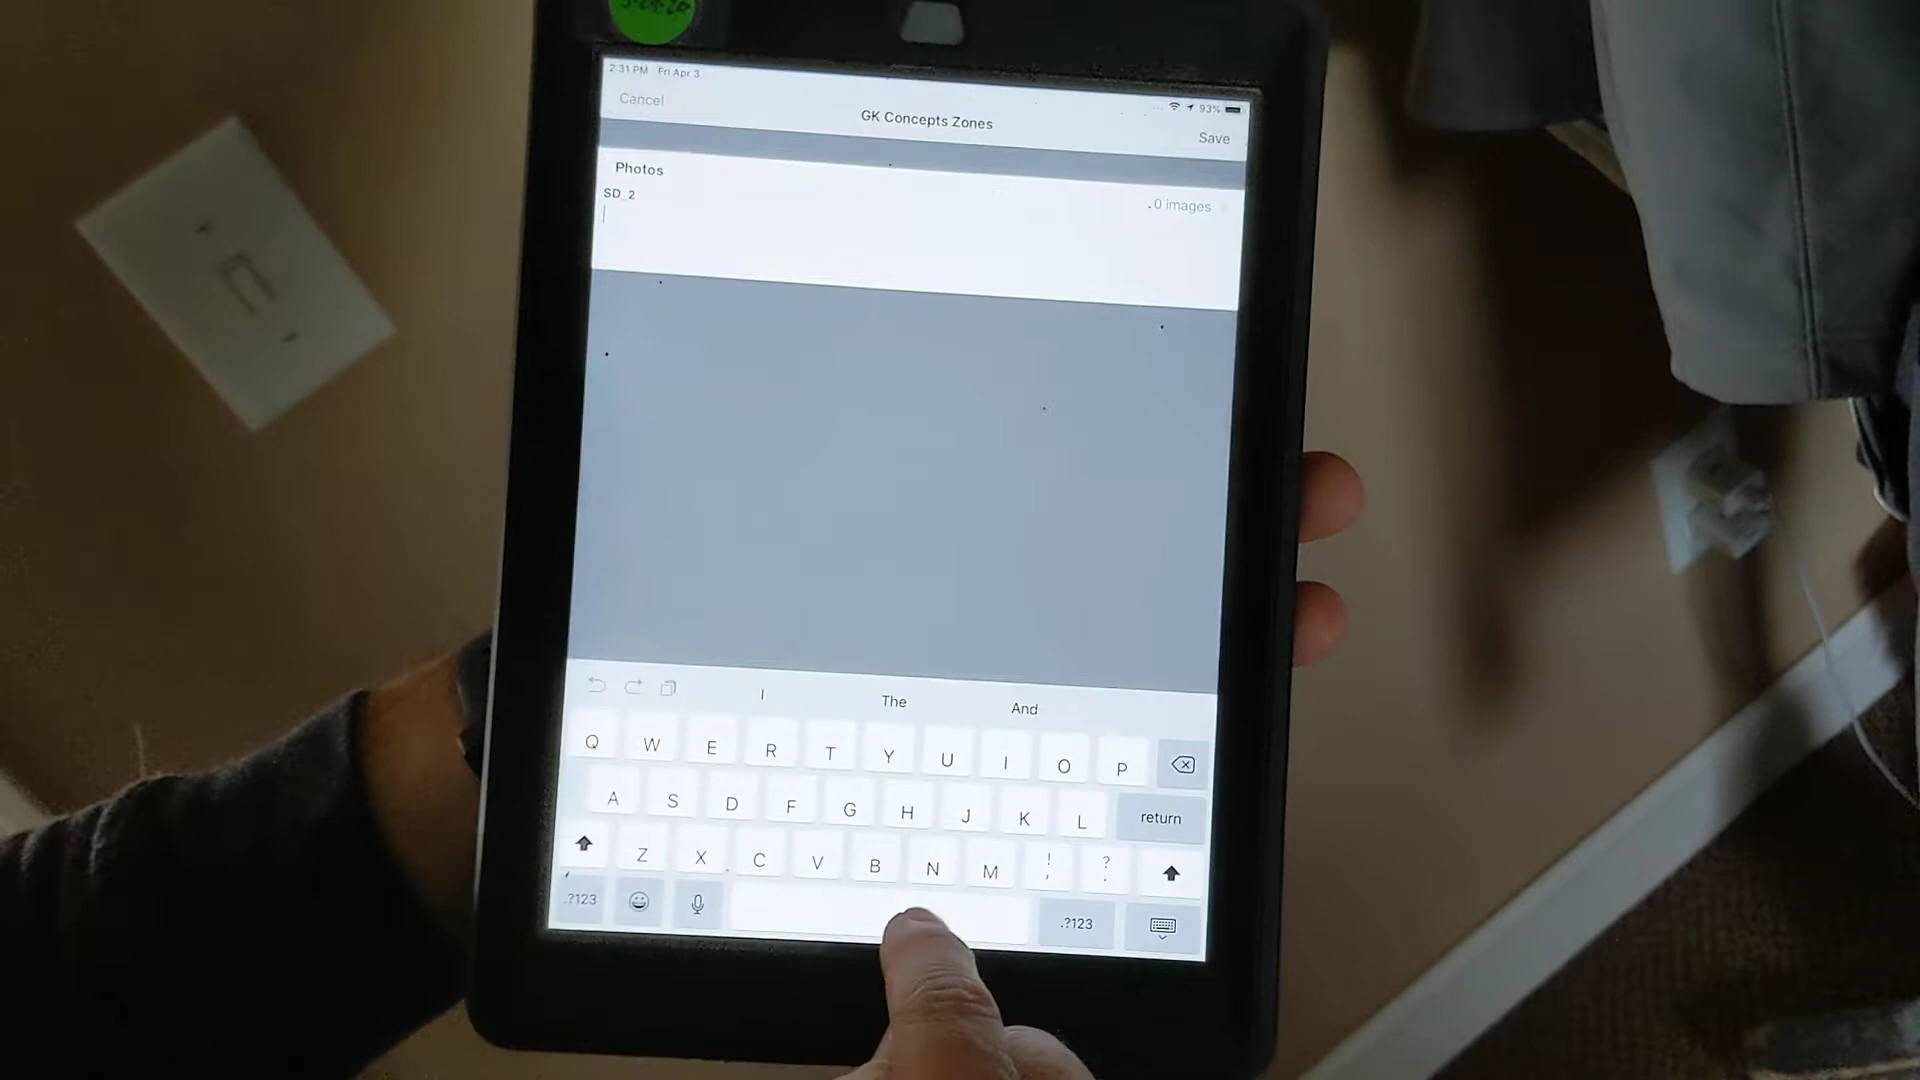 2:31 PM Fri Apr 3
93%
Cancel
GK Concepts Zones
Save
Photos
0 images
SD_2
I The And
Q W E R T Y U I O P
A S D F G H J K L return
Z X C V B N M ! , ? .
.?123 .?123